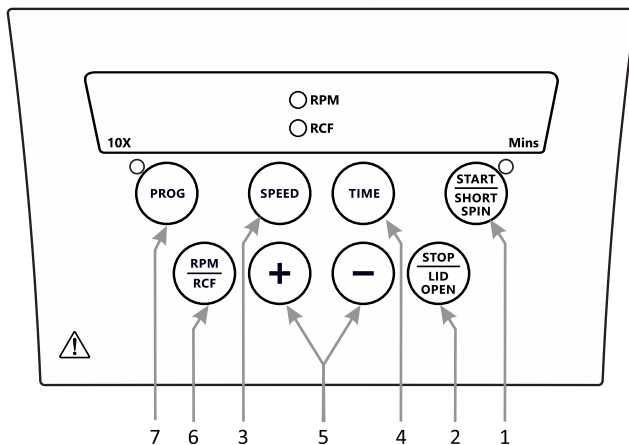 RPM
RCF
10X
Mins
PROG
SPEED
TIME
START
SHORT
SPIN
RPM
RCF
+
−
STOP
LID
OPEN
7
6
3
5
4
2
1